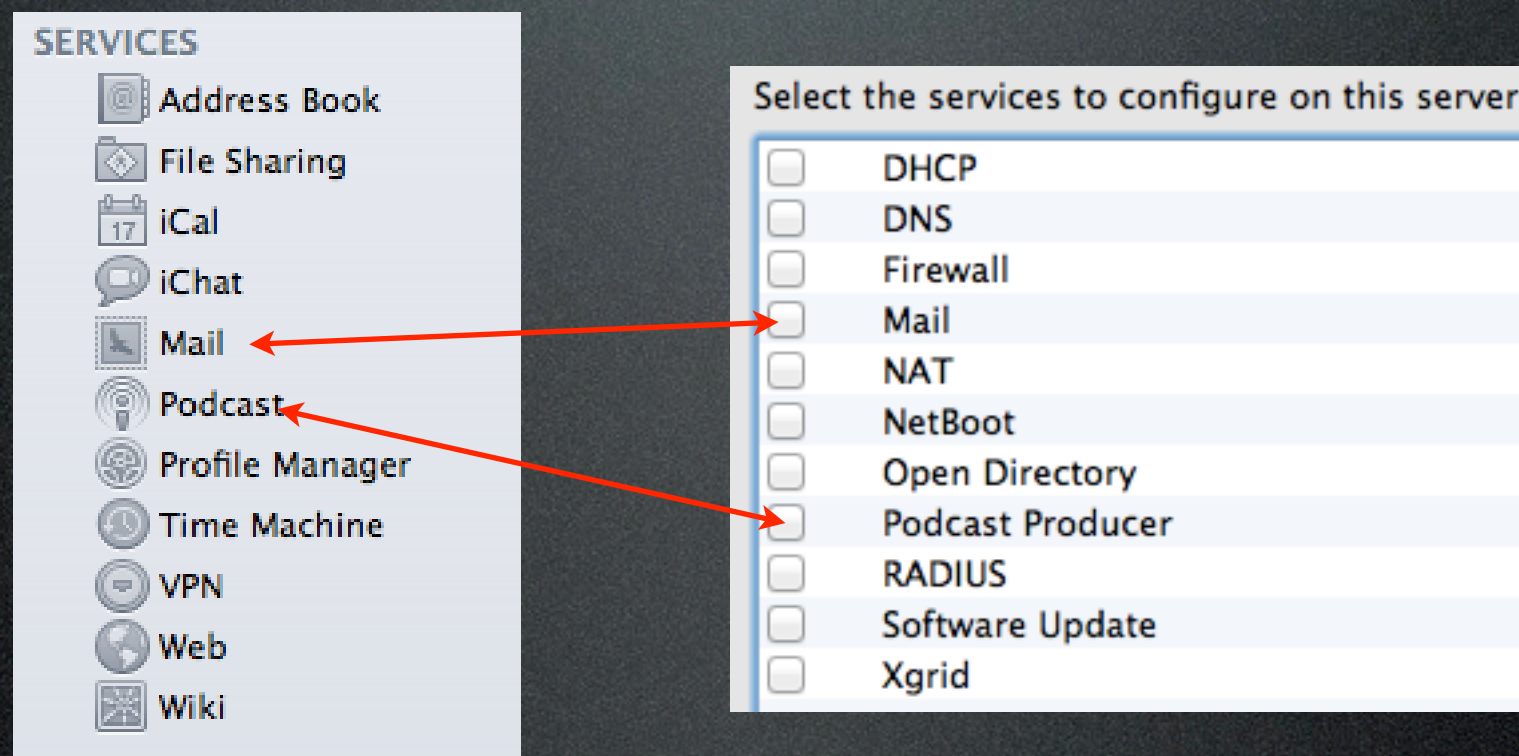 SERVICES
Address Book
File Sharing
17
iCal
iChat
Mail
Podcast
Profile Manager
Time Machine
VPN
Web
Wiki
Select the services to configure on this server
DHCP
DNS
Firewall
Mail
NAT
NetBoot
Open Directory
Podcast Producer
RADIUS
Software Update
Xgrid